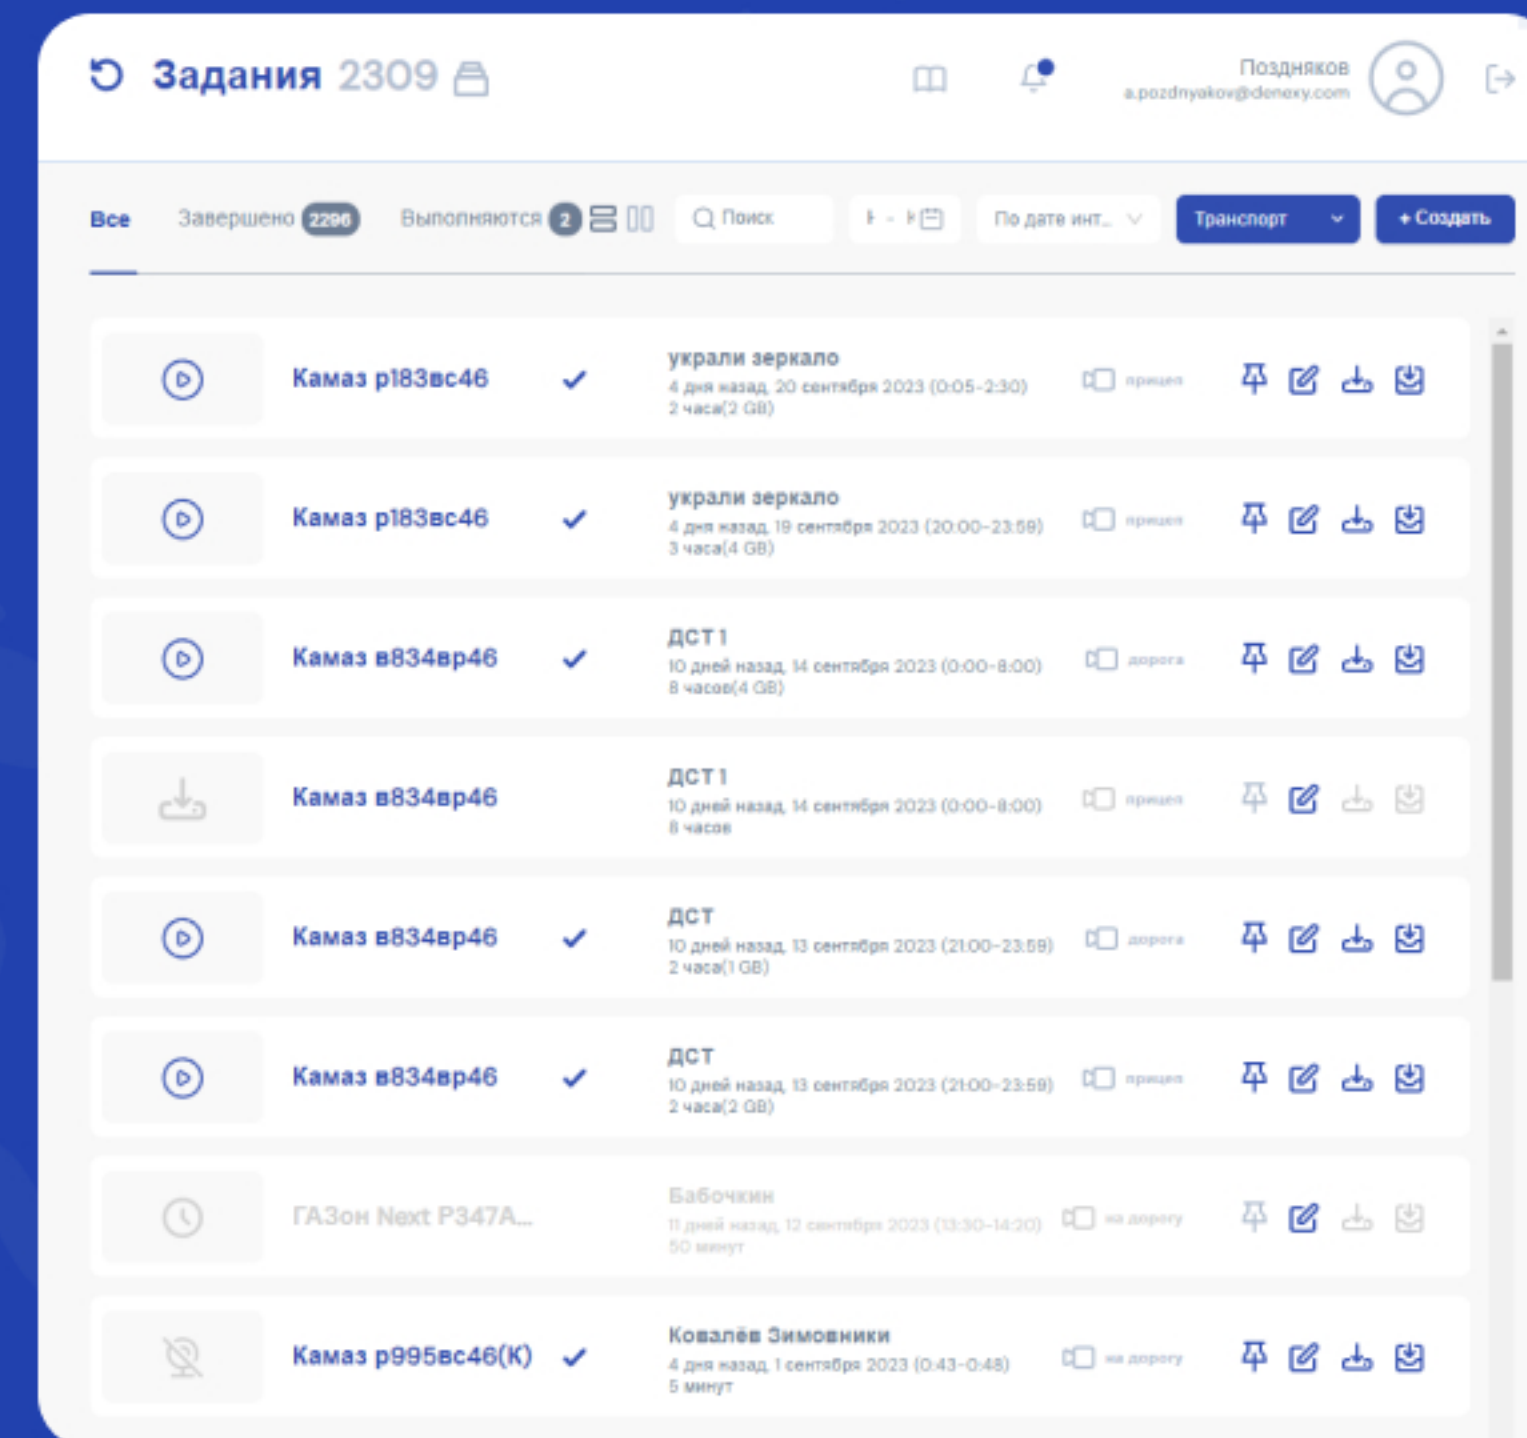 Задания 2309
Поздняков
a.pozdnyakov@denexy.com
Все
Завершено 2296
Выполняются 2
Поиск
По дате инт...
Транспорт
+ Создать
Камаз р183вс46
украли зеркало
4 дня назад, 20 сентября 2023 (0:05-2:30)
2 часа(2 GB)
прицеп
Камаз р183вс46
украли зеркало
4 дня назад, 19 сентября 2023 (20:00-23:59)
3 часа(4 GB)
прицеп
Камаз в834вр46
ДСТ 1
10 дней назад, 14 сентября 2023 (0:00-8:00)
8 часов(4 GB)
дорога
Камаз в834вр46
ДСТ 1
10 дней назад, 14 сентября 2023 (0:00-8:00)
8 часов
прицеп
Камаз в834вр46
ДСТ
10 дней назад, 13 сентября 2023 (21:00-23:59)
2 часа(1 GB)
дорога
Камаз в834вр46
ДСТ
10 дней назад, 13 сентября 2023 (21:00-23:59)
2 часа(2 GB)
прицеп
ГАЗон Next Р347А...
Бабочкин
11 дней назад, 12 сентября 2023 (13:30-14:20)
50 минут
на дорогу
Камаз р995вс46(К)
Ковалёв Зимовники
4 дня назад, 1 сентября 2023 (0:43-0:48)
5 минут
на дорогу